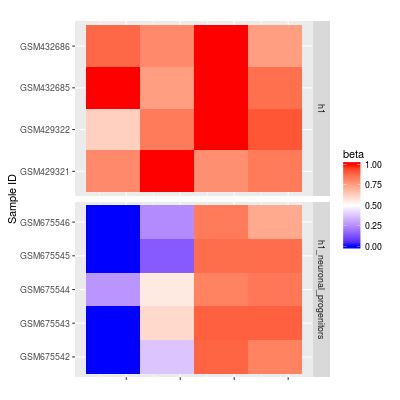 GSM432686
GSM432685
GSM429322
GSM429321
h1
GSM675546
GSM675545
GSM675544
GSM675543
GSM675542
h1_neuronal_progenitors
Sample ID
beta
1.00
0.75
0.50
0.25
0.00